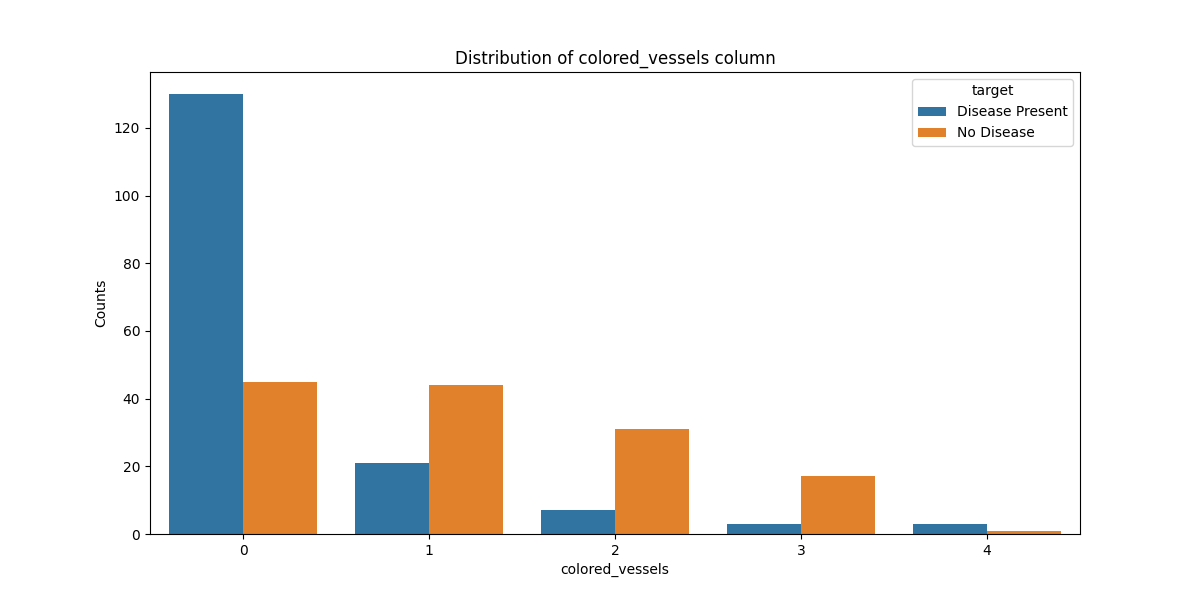 Distribution of colored_vessels column
target
Disease Present
No Disease
120
100
80
60
40
20
0
Counts
0 1 2 3 4
colored_vessels